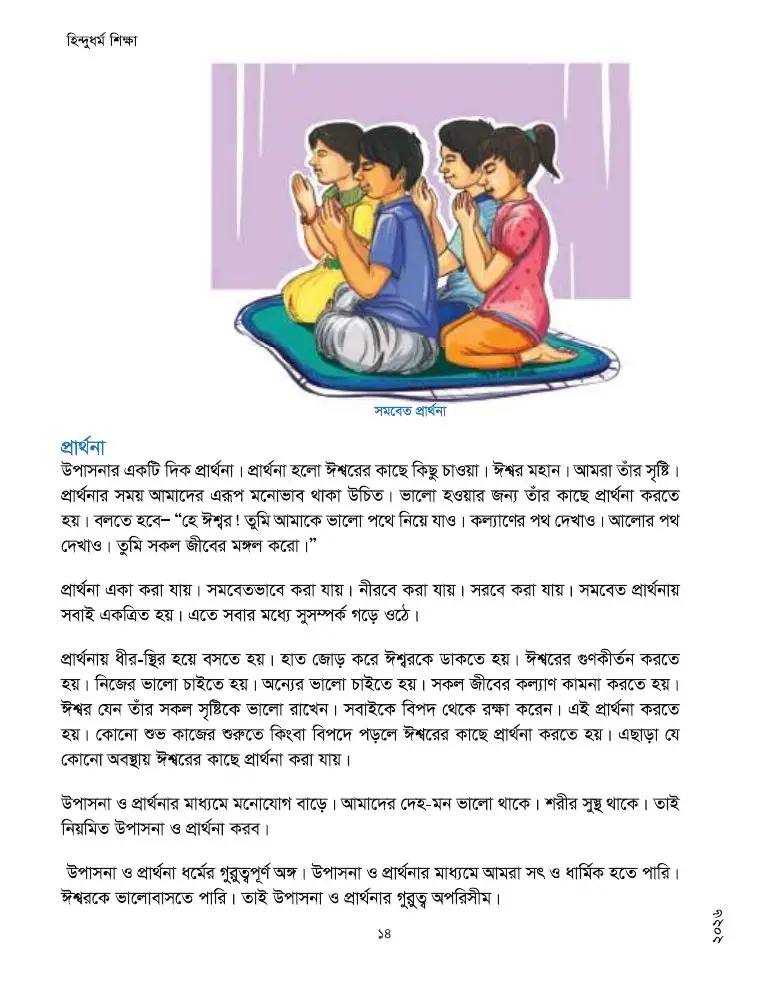 হিন্দুধর্ম শিক্ষা
সমবেত প্রার্থনা
প্রার্থনা
উপাসনার একটি দিক প্রার্থনা। প্রার্থনা হলো ঈশ্বরের কাছে কিছু চাওয়া। ঈশ্বর মহান। আমরা তাঁর সৃষ্টি।
প্রার্থনার সময় আমাদের এরূপ মনোভাব থাকা উচিত। ভালো হওয়ার জন্য তাঁর কাছে প্রার্থনা করতে
হয়। বলতে হবে– “হে ঈশ্বর! তুমি আমাকে ভালো পথে নিয়ে যাও। কল্যাণের পথ দেখাও। আলোর পথ
দেখাও। তুমি সকল জীবের মঙ্গল করো।”
প্রার্থনা একা করা যায়। সমবেতভাবে করা যায়। নীরবে করা যায়। সরবে করা যায়। সমবেত প্রার্থনায়
সবাই একত্রিত হয়। এতে সবার মধ্যে সুসম্পর্ক গড়ে ওঠে।
প্রার্থনায় ধীর-স্থির হয়ে বসতে হয়। হাত জোড় করে ঈশ্বরকে ডাকতে হয়। ঈশ্বরের গুণকীর্তন করতে
হয়। নিজের ভালো চাইতে হয়। অন্যের ভালো চাইতে হয়। সকল জীবের কল্যাণ কামনা করতে হয়।
ঈশ্বর যেন তাঁর সকল সৃষ্টিকে ভালো রাখেন। সবাইকে বিপদ থেকে রক্ষা করেন। এই প্রার্থনা করতে
হয়। কোনো শুভ কাজের শুরুতে কিংবা বিপদে পড়লে ঈশ্বরের কাছে প্রার্থনা করতে হয়। এছাড়া যে
কোনো অবস্থায় ঈশ্বরের কাছে প্রার্থনা করা যায়।
উপাসনা ও প্রার্থনার মাধ্যমে মনোযোগ বাড়ে। আমাদের দেহ-মন ভালো থাকে। শরীর সুস্থ থাকে। তাই
নিয়মিত উপাসনা ও প্রার্থনা করব।
উপাসনা ও প্রার্থনা ধর্মের গুরুত্বপূর্ণ অঙ্গ। উপাসনা ও প্রার্থনার মাধ্যমে আমরা সৎ ও ধার্মিক হতে পারি।
ঈশ্বরকে ভালোবাসতে পারি। তাই উপাসনা ও প্রার্থনার গুরুত্ব অপরিসীম।
১৪
২০২৬